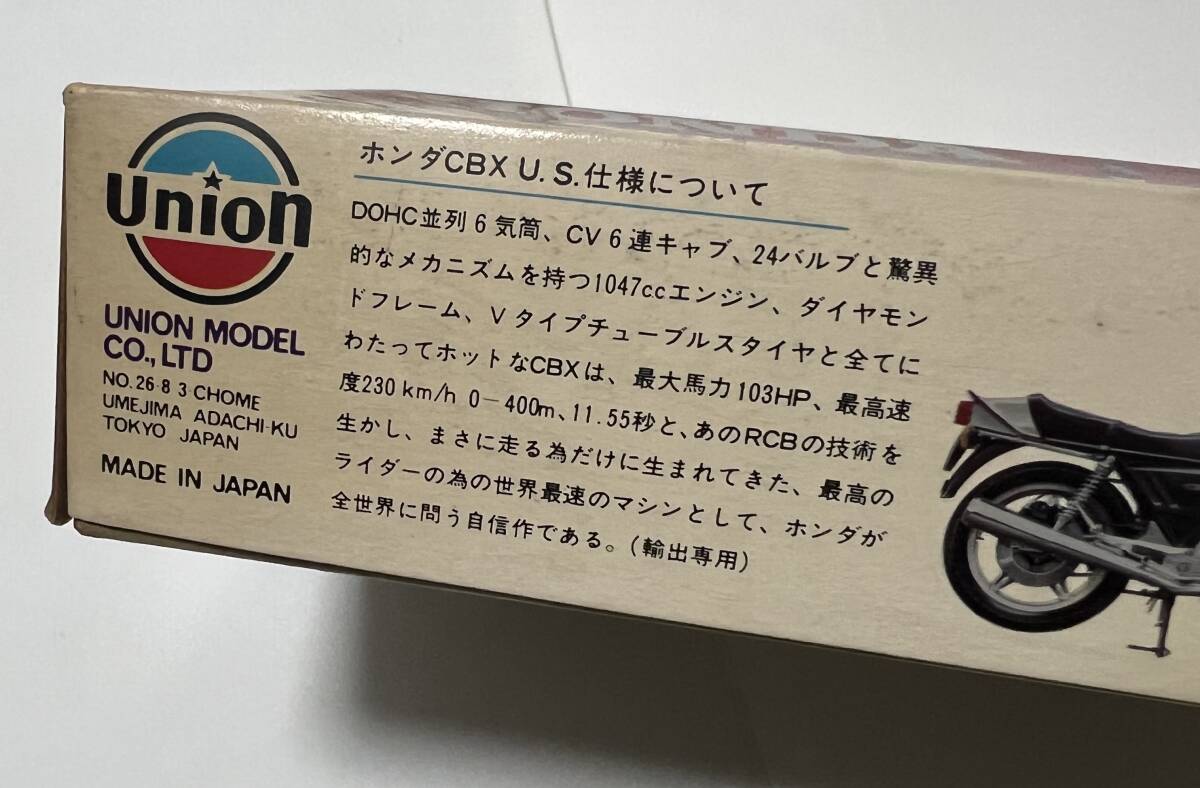 Union
UNION MODEL
CO., LTD
NO. 26-8 3-CHOME
UMEJIMA ADACHI-KU
TOKYO JAPAN
MADE IN JAPAN
ホンダCBX U.S.仕様について
DOHC並列6気筒、CV6連キャブ、24バルブと驚異
的なメカニズムを持つ1047ccエンジン、ダイヤモン
ドフレーム、Vタイプチューブルスタイヤと全てに
わたってホットなCBXは、最大馬力103HP、最高速
度230km/h 0-400m、11.55秒と、あのRCBの技術を
生かし、まさに走る為だけに生まれてきた、最高の
ライダーの為の世界最速のマシンとして、ホンダが
全世界に問う自信作である。(輸出専用)